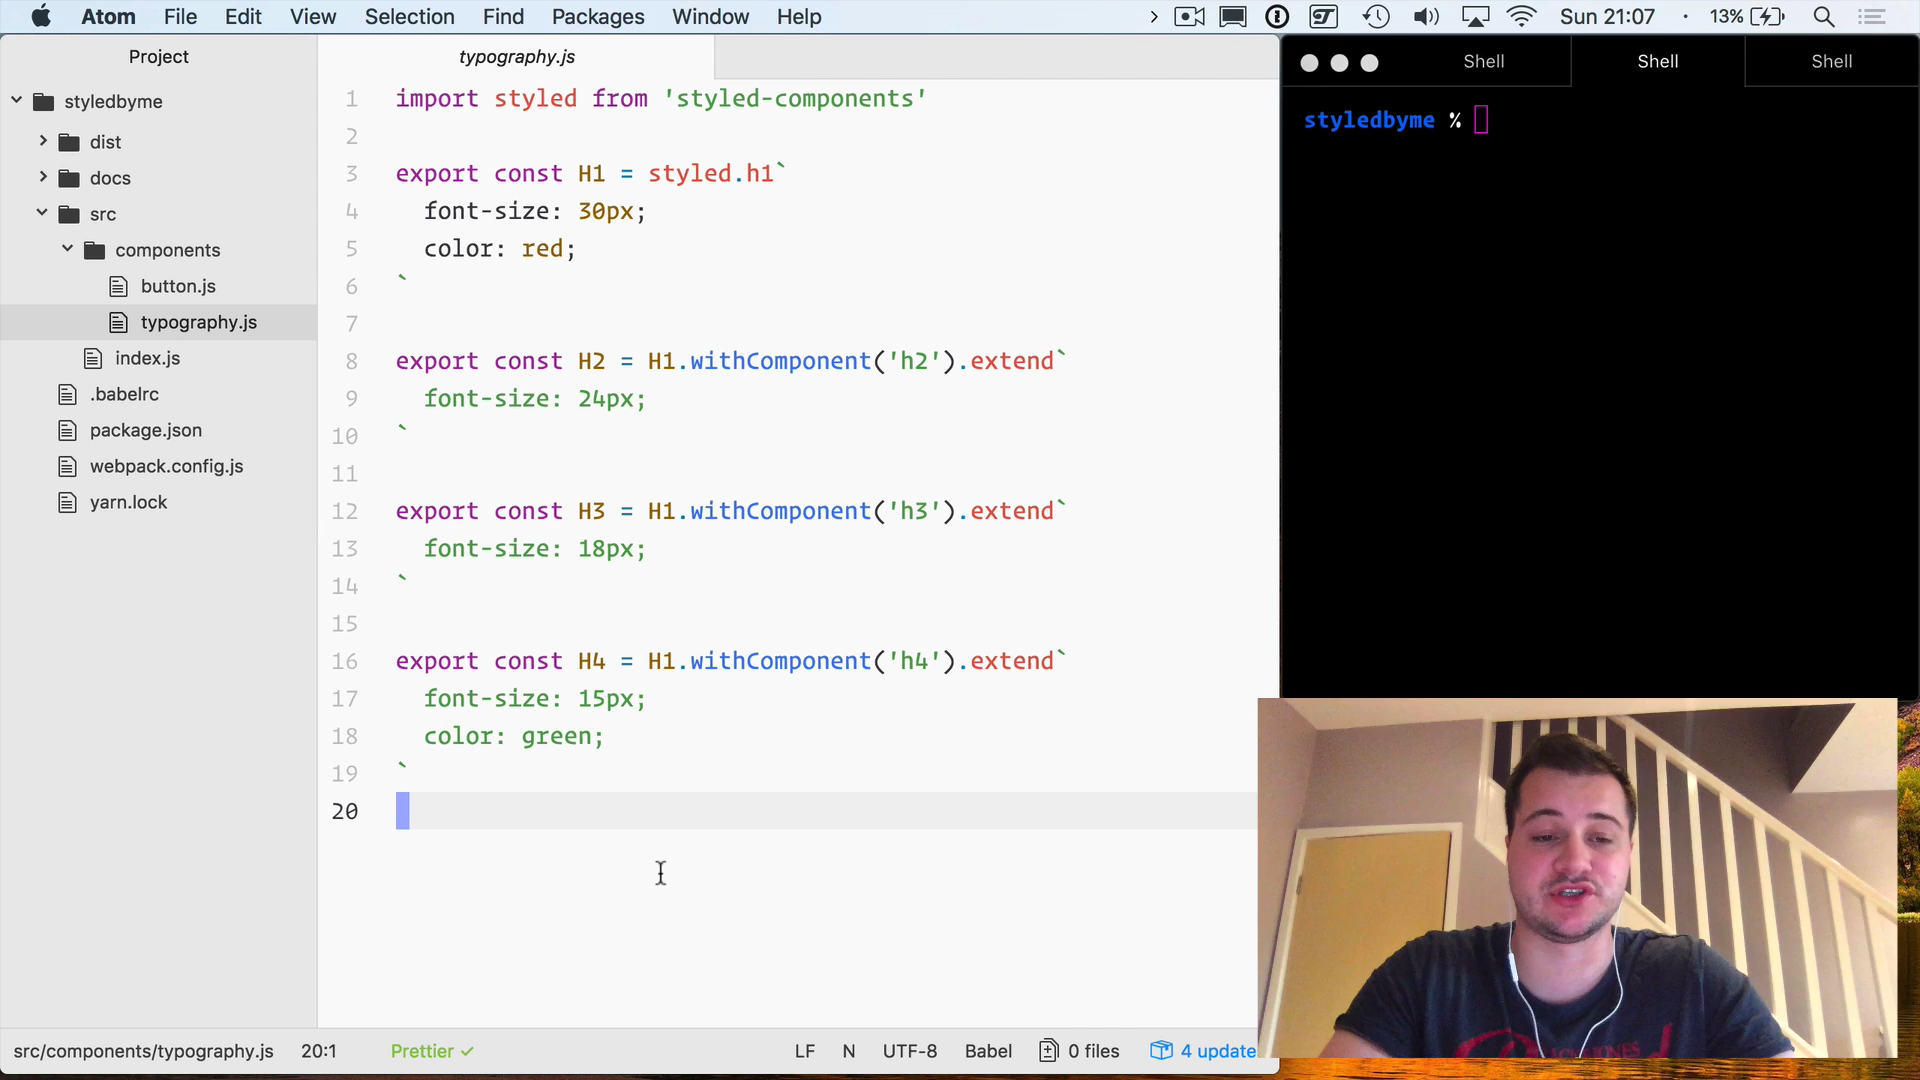 Atom File Edit View Selection Find Packages Window Help
Sun 21:07 13%
Project
styledbyme
dist
docs
src
components
button.js
typography.js
index.js
.babelrc
package.json
webpack.config.js
yarn.lock
typography.js
1 import styled from 'styled-components'
2
3 export const H1 = styled.h1`
4 font-size: 30px;
5 color: red;
6 `
7
8 export const H2 = H1.withComponent('h2').extend`
9 font-size: 24px;
10 `
11
12 export const H3 = H1.withComponent('h3').extend`
13 font-size: 18px;
14 `
15
16 export const H4 = H1.withComponent('h4').extend`
17 font-size: 15px;
18 color: green;
19 `
20
src/components/typography.js 20:1 Prettier ✓ LF N UTF-8 Babel 0 files 4 update
Shell Shell Shell
styledbyme %